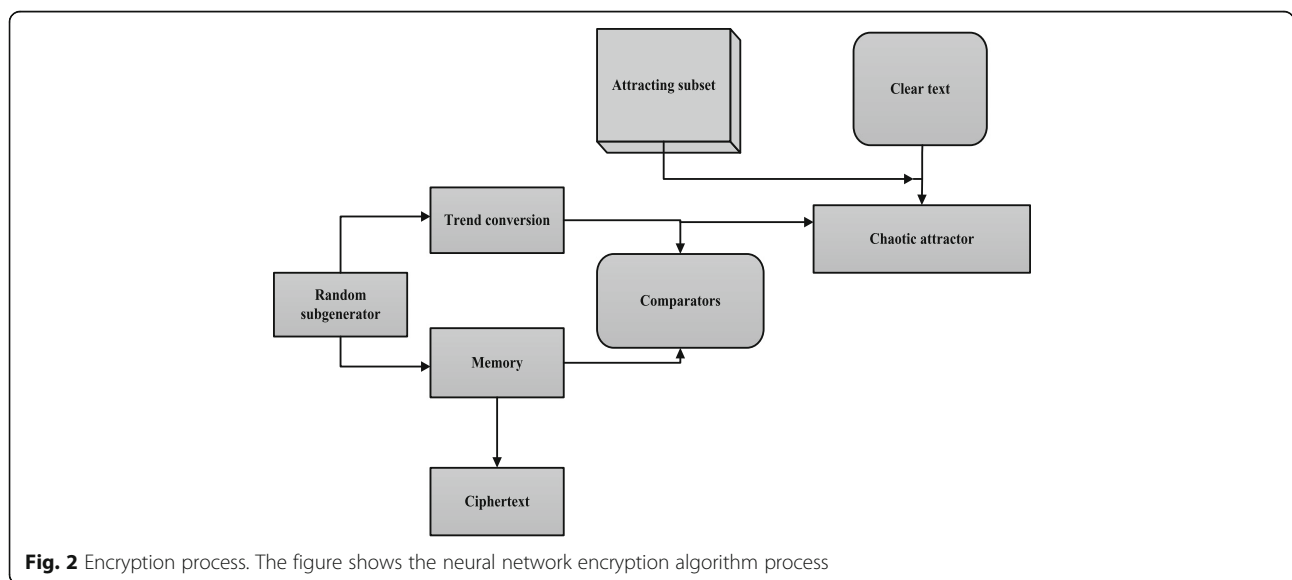 Attracting subset
Clear text
Trend conversion
Chaotic attractor
Random
subgenerator
Comparators
Memory
Ciphertext
Fig. 2 Encryption process. The figure shows the neural network encryption algorithm process